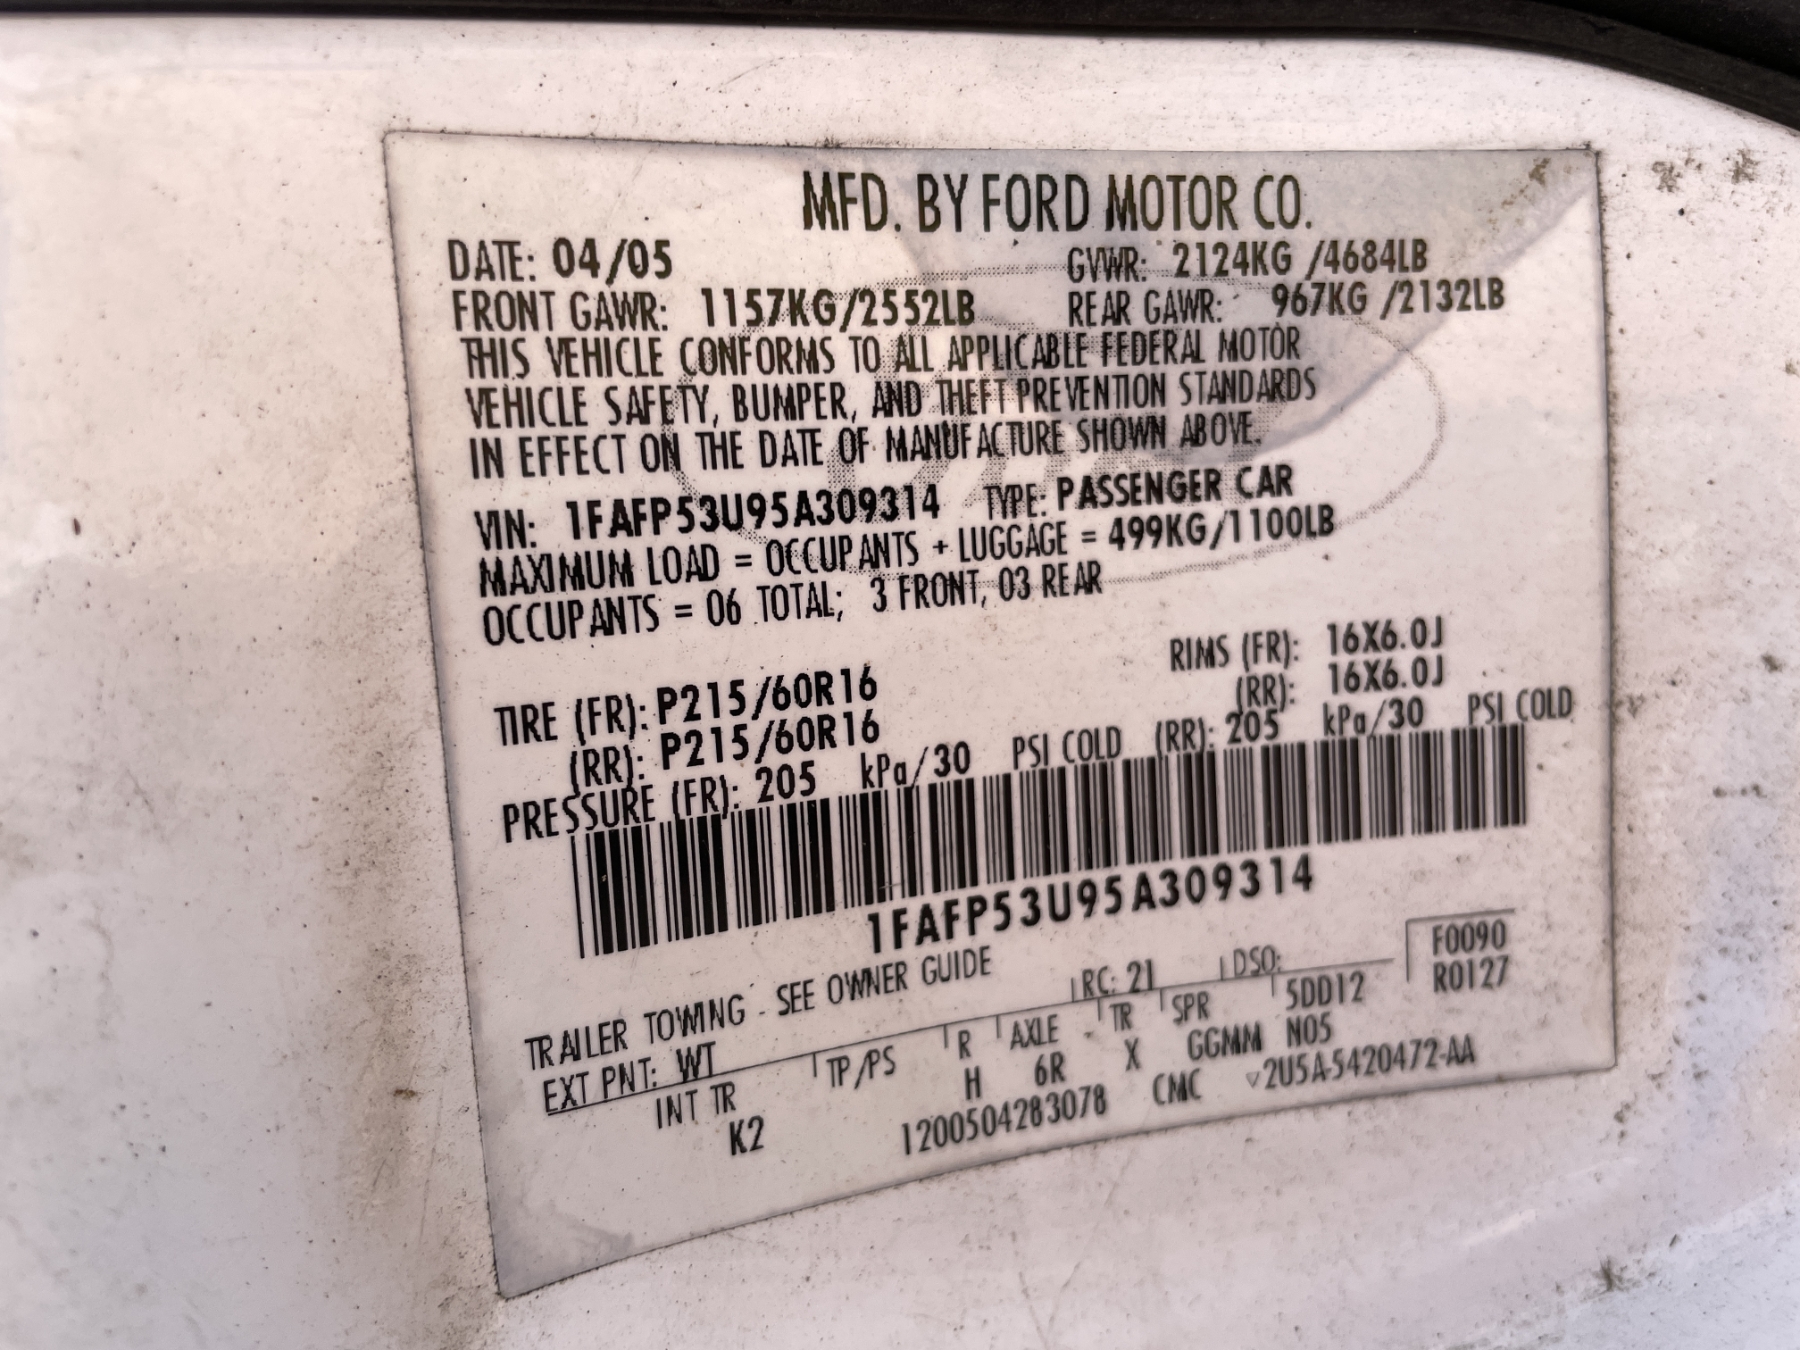 MFD. BY FORD MOTOR CO.
DATE: 04/05 GVWR: 2124KG /4684LB
FRONT GAWR: 1157KG/2552LB REAR GAWR: 967KG /2132LB
THIS VEHICLE CONFORMS TO ALL APPLICABLE FEDERAL MOTOR
VEHICLE SAFETY, BUMPER, AND THEFT PREVENTION STANDARDS
IN EFFECT ON THE DATE OF MANUFACTURE SHOWN ABOVE.
VIN: 1FAFP53U95A309314 TYPE: PASSENGER CAR
MAXIMUM LOAD = OCCUPANTS + LUGGAGE = 499KG/1100LB
OCCUPANTS = 06 TOTAL; 3 FRONT, 03 REAR
TIRE (FR): P215/60R16 RIMS (FR): 16X6.0J
(RR): P215/60R16 (RR): 16X6.0J
PRESSURE (FR): 205 kPa/30 PSI COLD (RR): 205 kPa/30 PSI COLD
1FAFP53U95A309314
TRAILER TOWING - SEE OWNER GUIDE
EXT PNT: WT RC: 21 DSO: F0090
INT TR TP/PS R AXLE TR SPR 5DD12 R0127
K2 H 6R X GGMM N05
1200504283078 CMC ▽2U5A-5420472-AA